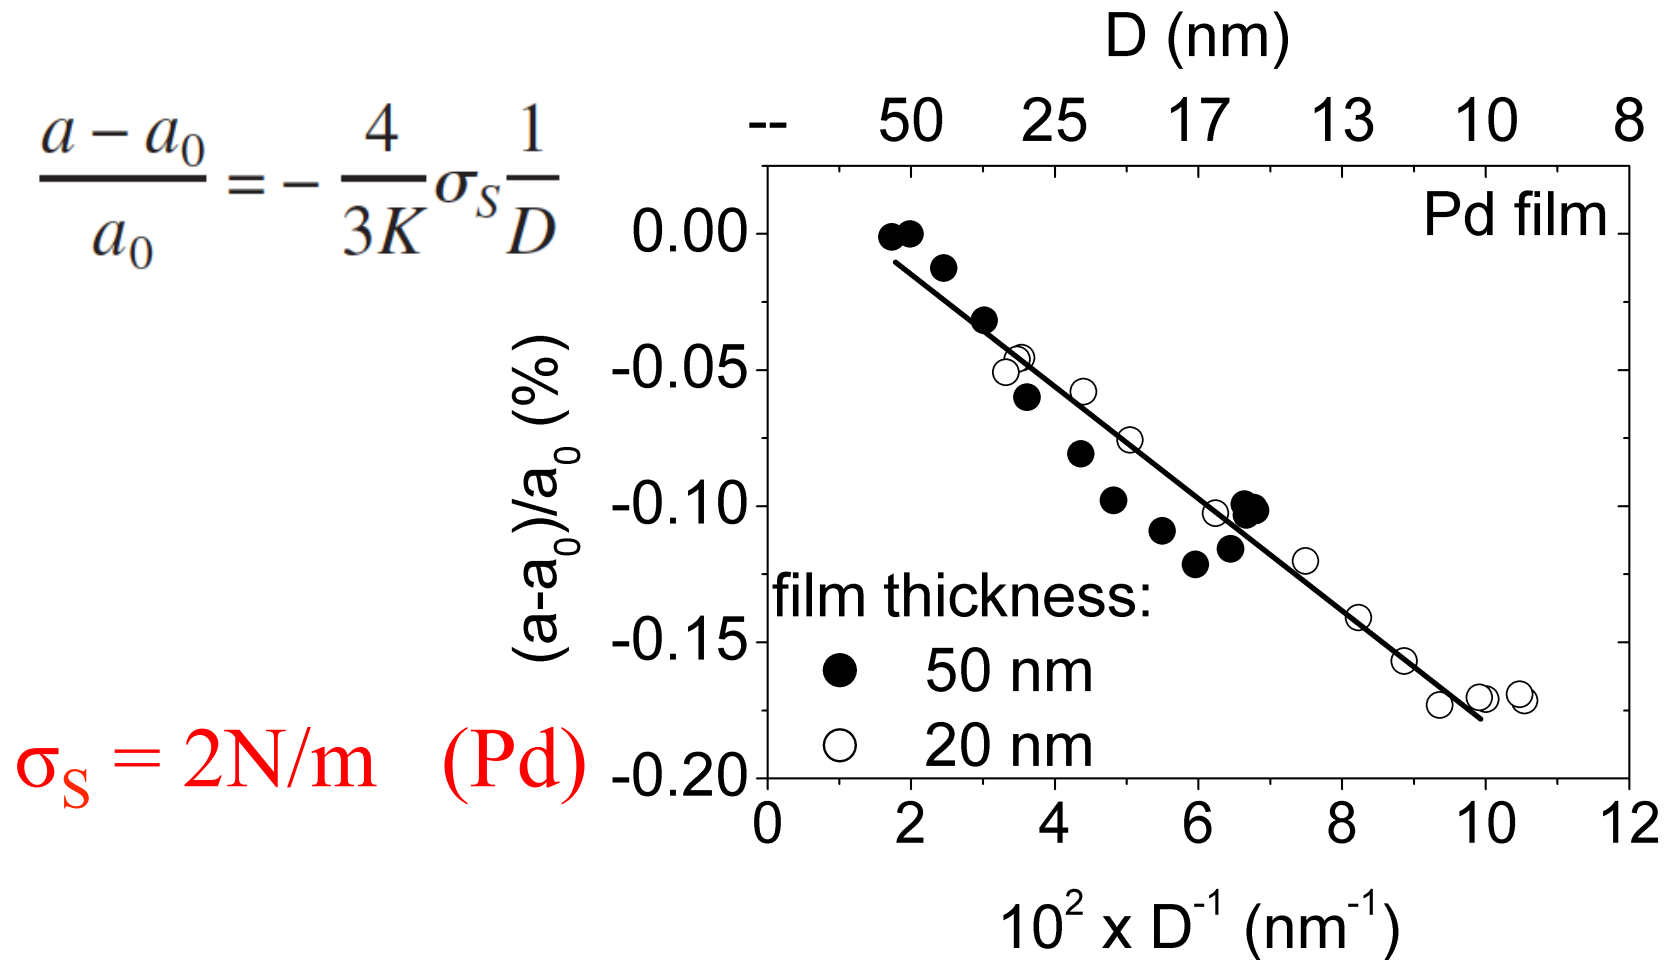 (a − a₀)/a₀ = − (4/3K) σ_S (1/D)
D (nm)
-- 50 25 17 13 10 8
Pd film
0.00
-0.05
-0.10
-0.15
-0.20
(a-a₀)/a₀ (%)
film thickness:
50 nm
20 nm
0 2 4 6 8 10 12
10² x D⁻¹ (nm⁻¹)
σ_S = 2N/m (Pd)